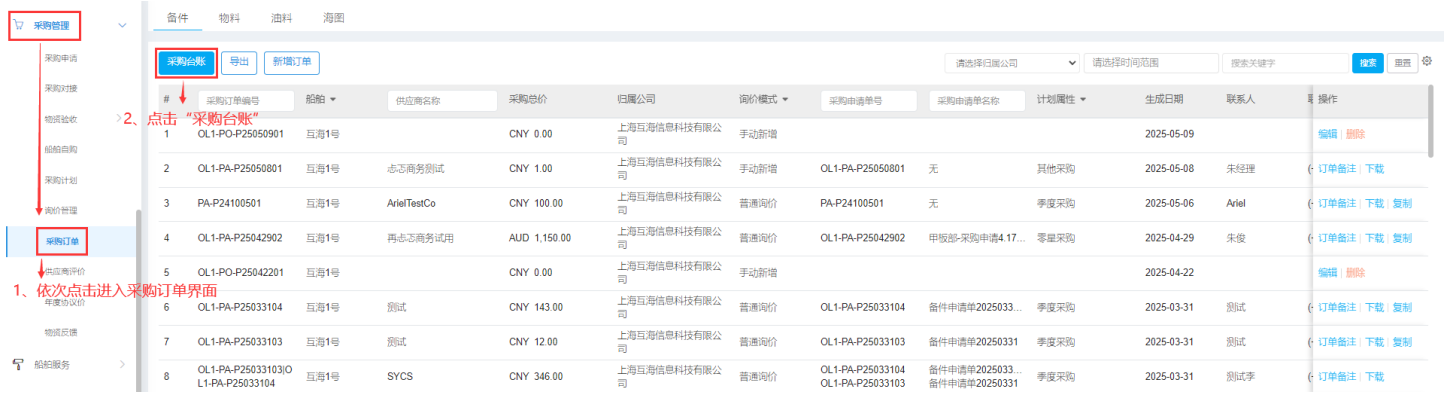 采购管理
采购申请
采购对接
物资验收
船舶自购
采购计划
询价管理
采购订单
供应商评价
1、依次点击进入采购订单界面
年度协议价
物资反馈
船舶服务
备件 物料 油料 海图
采购台账 导出 新增订单 请选择归属公司 请选择时间范围 搜索关键字 搜索 重置
# 采购订单编号 船舶 供应商名称 采购总价 归属公司 询价模式 采购申请单号 采购申请单名称 计划属性 生成日期 联系人 操作
2、点击“采购台账”
1 OL1-PO-P25050901 互海1号 CNY 0.00 上海互海信息科技有限公 手动新增 2025-05-09 编辑 删除
司
2 OL1-PA-P25050801 互海1号 忐忑商务测试 CNY 1.00 上海互海信息科技有限公 手动新增 OL1-PA-P25050801 无 其他采购 2025-05-08 朱经理 订单备注 下载
司
3 PA-P24100501 互海1号 ArielTestCo CNY 100.00 上海互海信息科技有限公 普通询价 PA-P24100501 无 季度采购 2025-05-06 Ariel 订单备注 下载 复制
司
4 OL1-PA-P25042902 互海1号 再忐忑商务试用 AUD 1,150.00 上海互海信息科技有限公 普通询价 OL1-PA-P25042902 甲板部-采购申请4.17... 零星采购 2025-04-29 朱俊 订单备注 下载 复制
司
5 OL1-PO-P25042201 互海1号 CNY 0.00 上海互海信息科技有限公 手动新增 2025-04-22 编辑 删除
司
6 OL1-PA-P25033104 互海1号 测试 CNY 143.00 上海互海信息科技有限公 普通询价 OL1-PA-P25033104 备件申请单2025033... 季度采购 2025-03-31 测试 订单备注 下载 复制
司
7 OL1-PA-P25033103 互海1号 测试 CNY 12.00 上海互海信息科技有限公 普通询价 OL1-PA-P25033103 备件申请单20250331 季度采购 2025-03-31 测试 订单备注 下载 复制
司
8 OL1-PA-P25033103|O 互海1号 SYCS CNY 346.00 上海互海信息科技有限公 普通询价 OL1-PA-P25033104 备件申请单2025033... 季度采购 2025-03-31 测试李 订单备注 下载
L1-PA-P25033104 司 OL1-PA-P25033103 备件申请单20250331